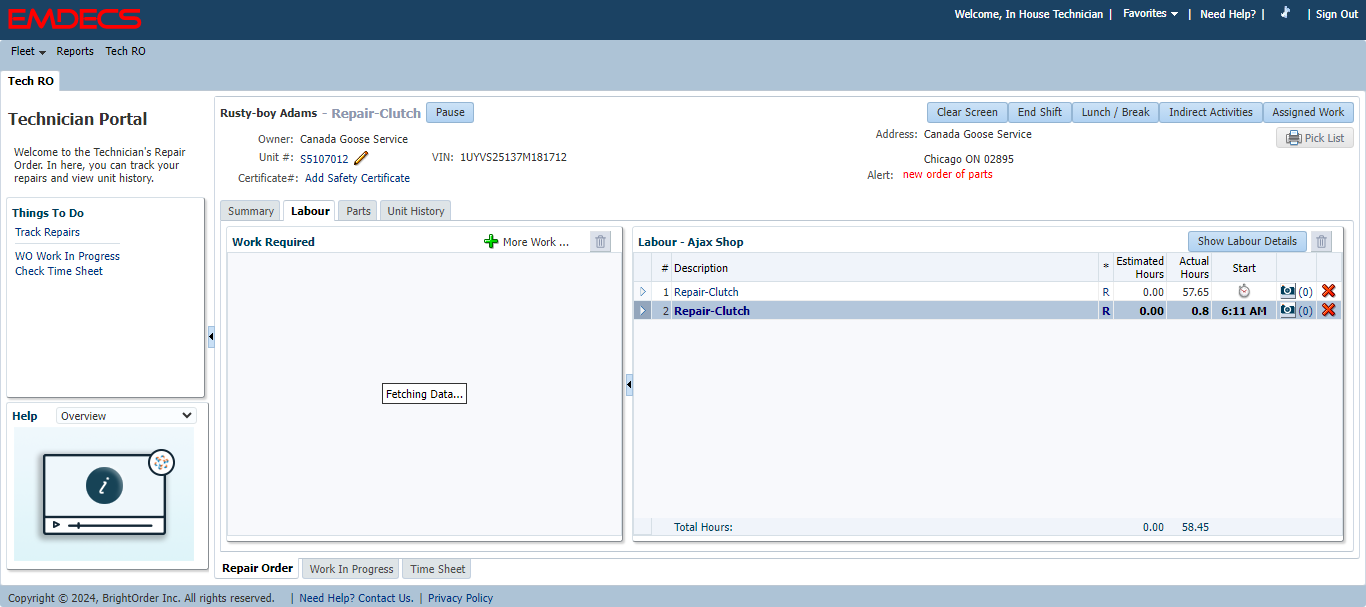 EMDECS
Welcome, In House Technician | Favorites | Need Help? | | Sign Out
Fleet Reports Tech RO
Tech RO
Technician Portal
Welcome to the Technician's Repair
Order. In here, you can track your
repairs and view unit history.
Things To Do
Track Repairs
WO Work In Progress
Check Time Sheet
Help Overview
i
Rusty-boy Adams - Repair-Clutch Pause
Clear Screen End Shift Lunch / Break Indirect Activities Assigned Work
Owner: Canada Goose Service
Address: Canada Goose Service
Pick List
Unit #: S5107012 VIN: 1UYVS25137M181712
Chicago ON 02895
Certificate#: Add Safety Certificate
Alert: new order of parts
Summary Labour Parts Unit History
Work Required More Work ...
Fetching Data...
Labour - Ajax Shop Show Labour Details
# Description * Estimated Hours Actual Hours Start
1 Repair-Clutch R 0.00 57.65 (0)
2 Repair-Clutch R 0.00 0.8 6:11 AM (0)
Total Hours: 0.00 58.45
Repair Order Work In Progress Time Sheet
Copyright © 2024, BrightOrder Inc. All rights reserved. | Need Help? Contact Us. | Privacy Policy